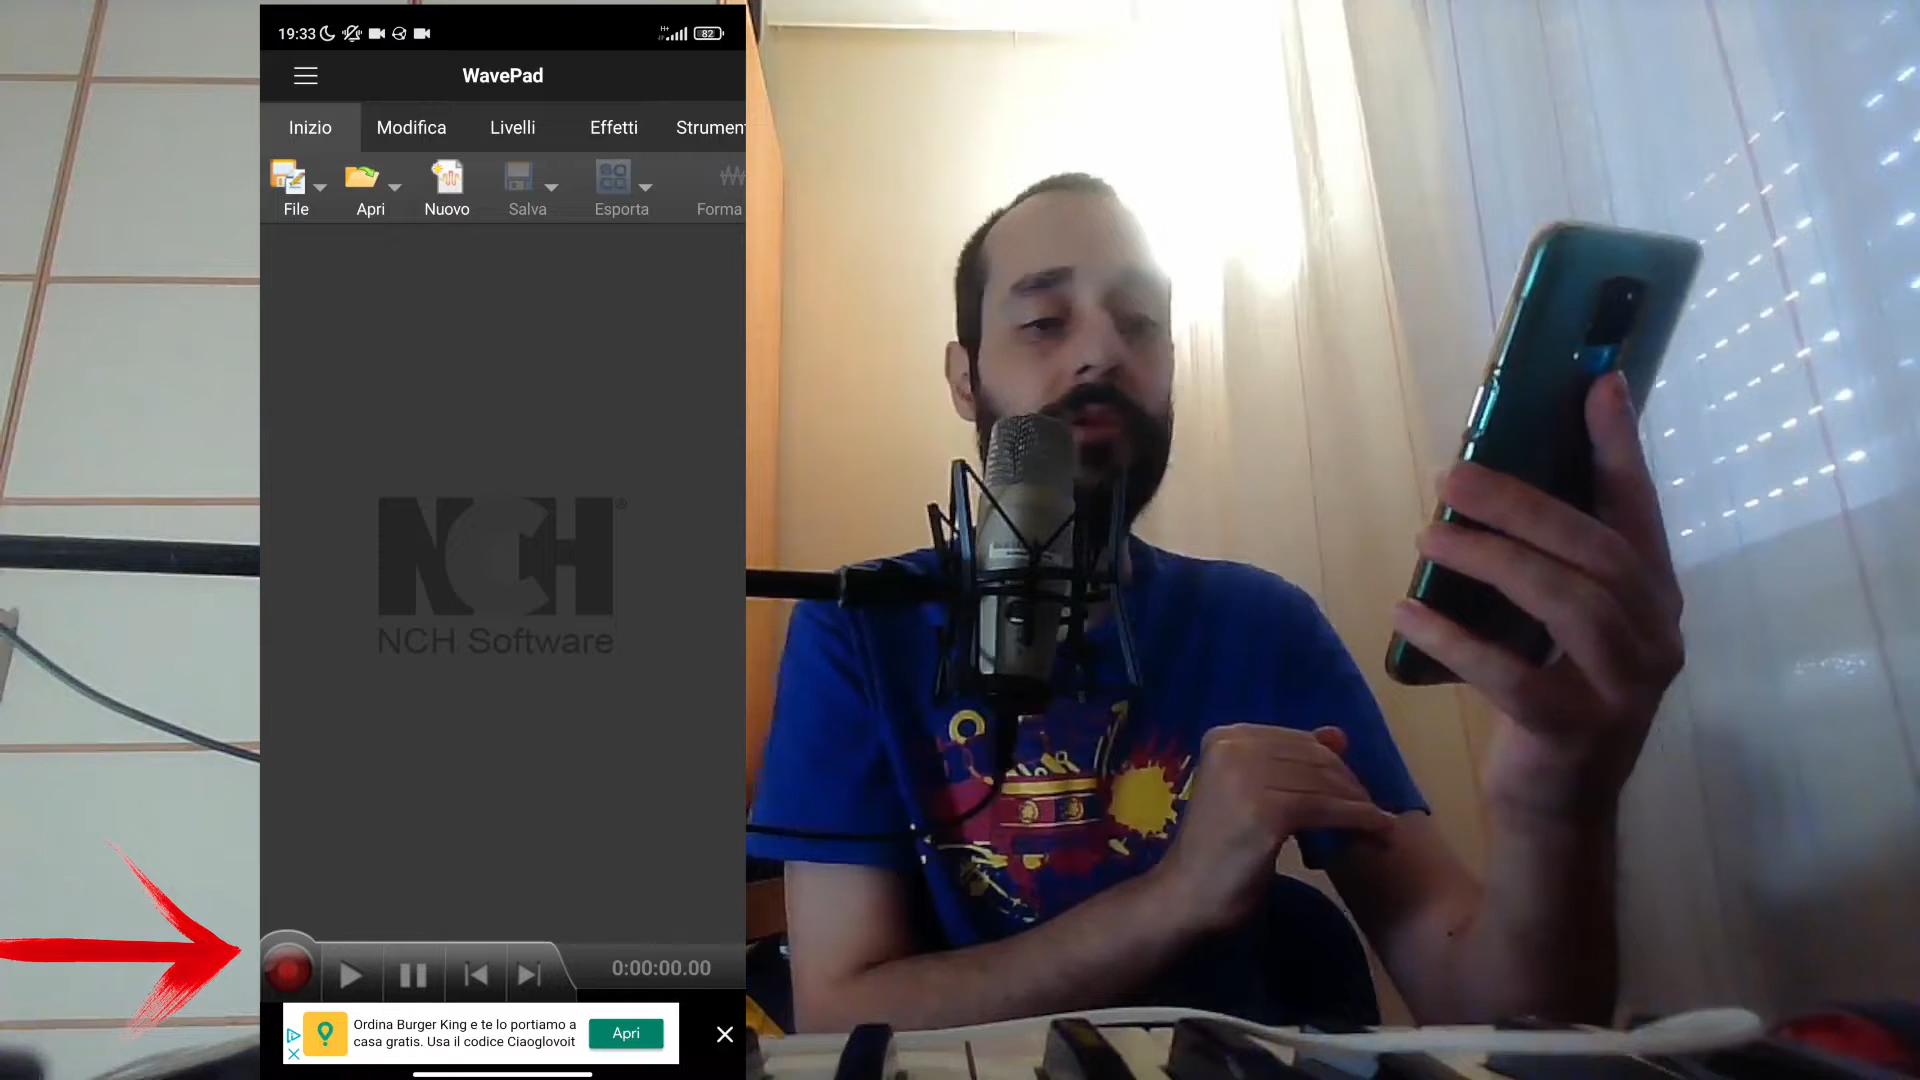 19:33
H+
82
WavePad
Inizio
Modifica
Livelli
Effetti
Strumen
File
Apri
Nuovo
Salva
Esporta
Forma
NCH®
NCH Software
0:00:00.00
Ordina Burger King e te lo portiamo a
casa gratis. Usa il codice Ciaoglovoit
Apri